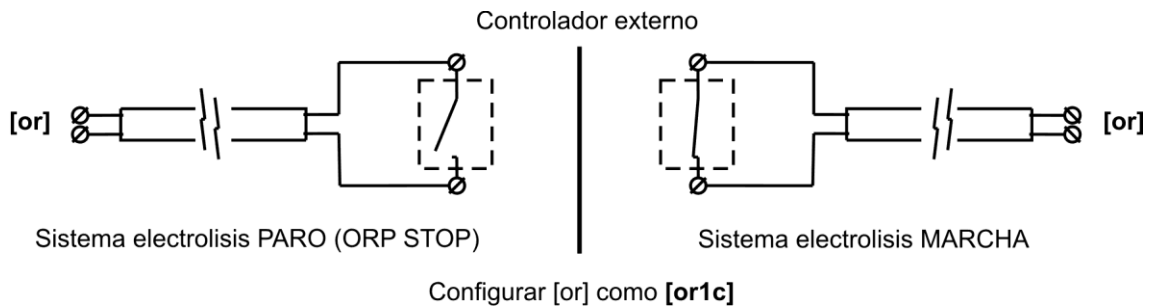 Controlador externo
[or]
[or]
Sistema electrolisis PARO (ORP STOP)
Sistema electrolisis MARCHA
Configurar [or] como [or1c]